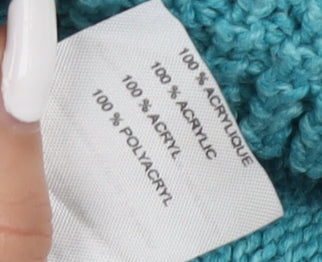 100 % ACRYLIQUE
100 % ACRYLIC
100 % ACRYL
100 % POLYACRYL